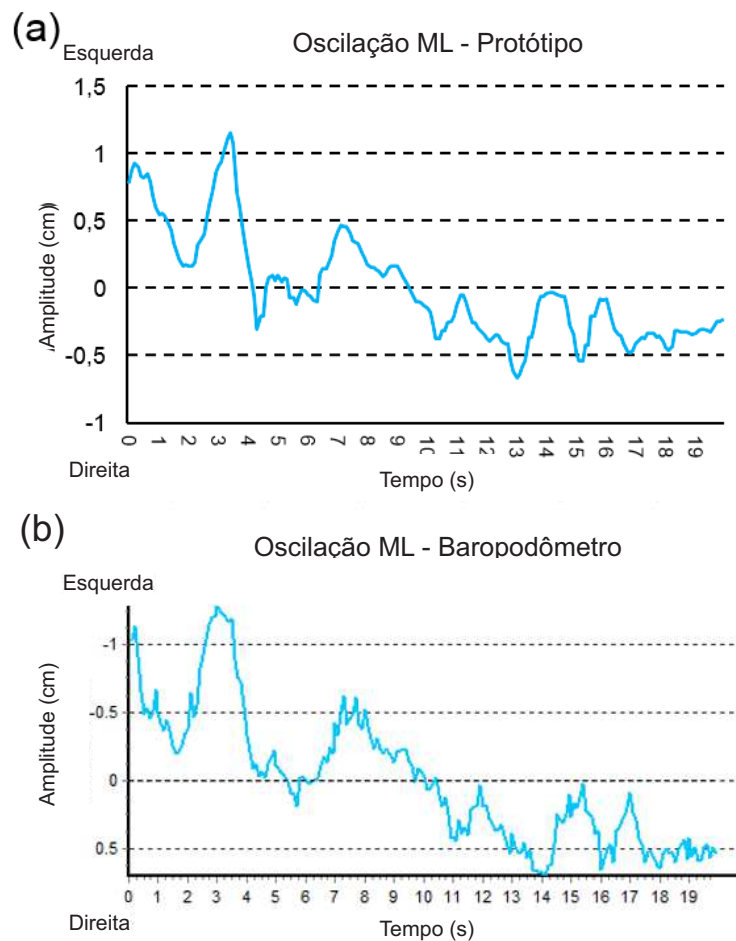 (a)
Esquerda
Oscilação ML - Protótipo
1,5
1
0,5
0
-0,5
-1
Amplitude (cm)
0 1 2 3 4 5 6 7 8 9 10 11 12 13 14 15 16 17 18 19
Direita
Tempo (s)
(b)
Oscilação ML - Baropodômetro
Esquerda
-1
-0.5
0
0.5
Amplitude (cm)
0 1 2 3 4 5 6 7 8 9 10 11 12 13 14 15 16 17 18 19
Direita
Tempo (s)